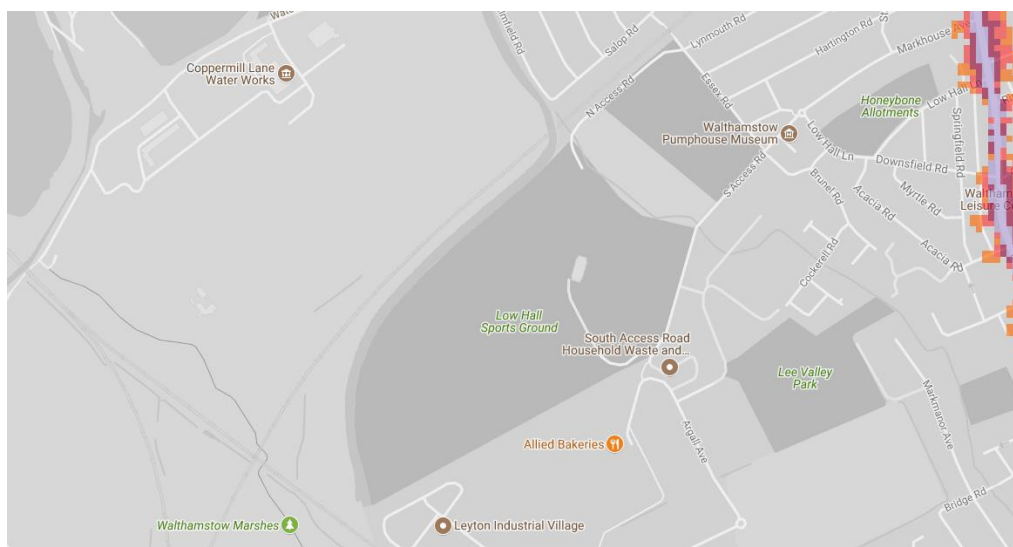 Coppermill Lane
Water Works
Salop Rd
Lynmouth Rd
Hartington Rd
Markhouse
N Access Rd
Essex Rd
Honeybone
Allotments
Low Hall
Springfield Rd
Walthamstow
Pumphouse Museum
Low Hall Ln
Downsfield Rd
S Access Rd
Brunel Rd
Acacia Rd
Myrtle Rd
Acacia Rd
Cockerell Rd
Low Hall
Sports Ground
South Access Road
Household Waste and...
Lee Valley
Park
Markmanor Ave
Allied Bakeries
Argall Ave
Bridge Rd
Walthamstow Marshes
Leyton Industrial Village